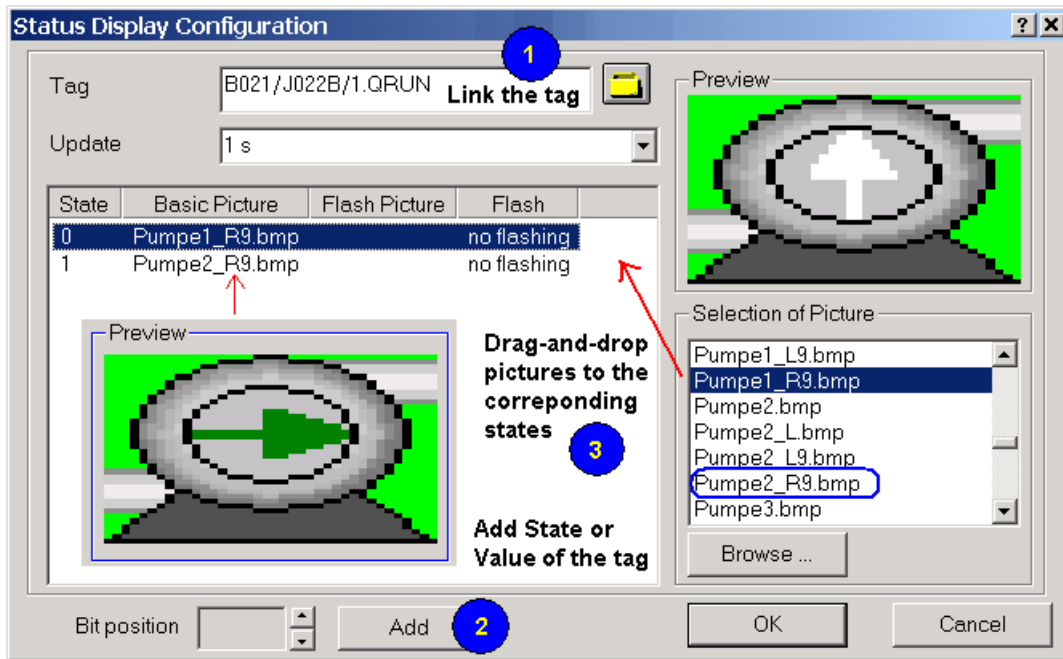 Status Display Configuration
1
Tag
B021/J022B/1.QRUN
Link the tag
Update
1 s
Preview
State Basic Picture Flash Picture Flash
0 Pumpe1_R9.bmp no flashing
1 Pumpe2_R9.bmp no flashing
Preview
Drag-and-drop
pictures to the
correponding
states
3
Add State or
Value of the tag
Selection of Picture
Pumpe1_L9.bmp
Pumpe1_R9.bmp
Pumpe2.bmp
Pumpe2_L.bmp
Pumpe2_L9.bmp
Pumpe2_R9.bmp
Pumpe3.bmp
Browse ...
Bit position
Add
2
OK
Cancel